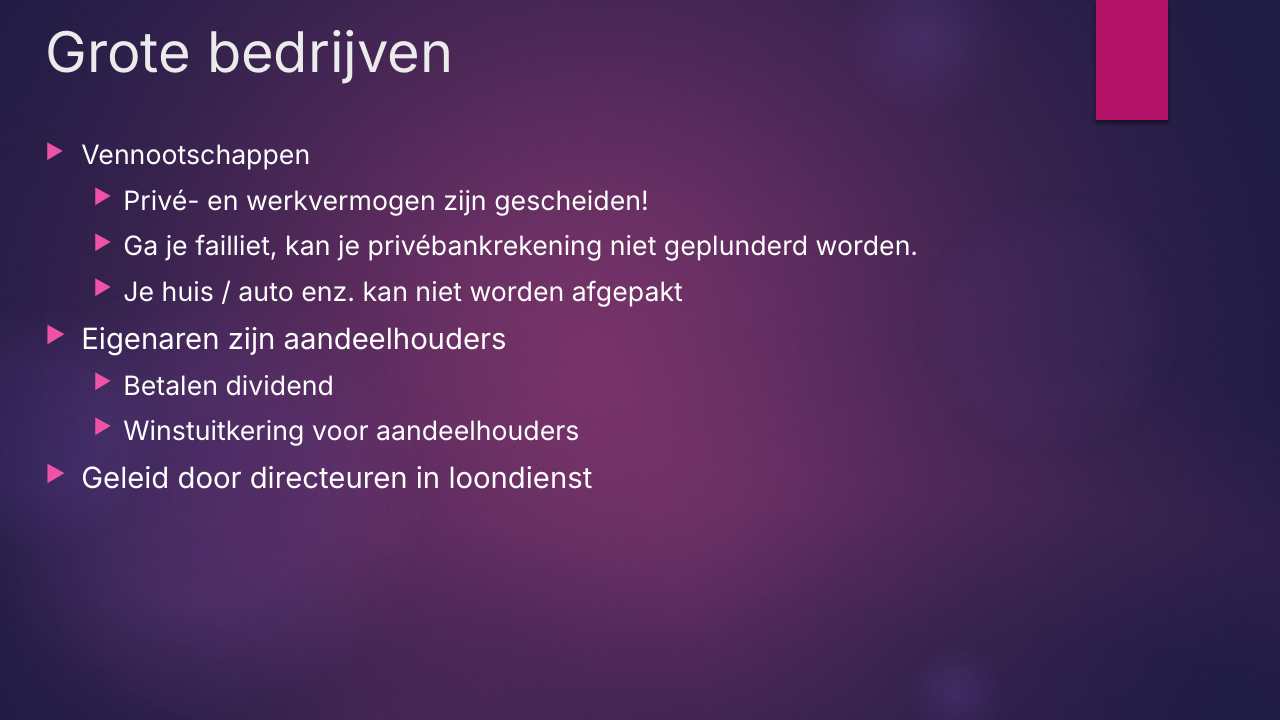 Grote bedrijven
Vennootschappen
Privé- en werkvermogen zijn gescheiden!
Ga je failliet, kan je privébankrekening niet geplunderd worden.
Je huis / auto enz. kan niet worden afgepakt
Eigenaren zijn aandeelhouders
Betalen dividend
Winstuitkering voor aandeelhouders
Geleid door directeuren in loondienst